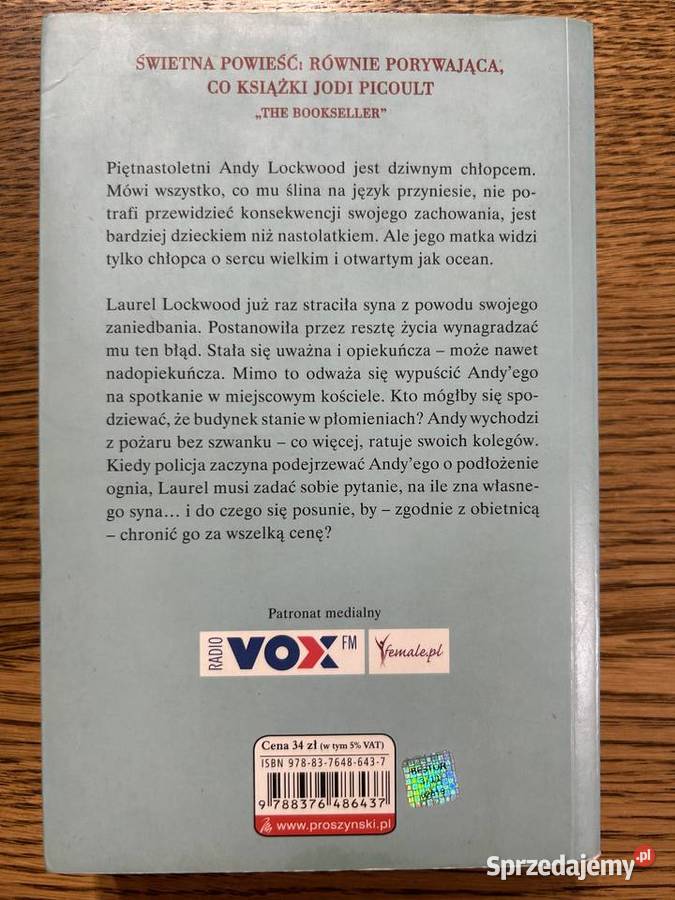 ŚWIETNA POWIEŚĆ: RÓWNIE PORYWAJĄCA,
CO KSIĄŻKI JODI PICOULT
„THE BOOKSELLER”
Piętnastoletni Andy Lockwood jest dziwnym chłopcem.
Mówi wszystko, co mu ślina na język przyniesie, nie po-
trafi przewidzieć konsekwencji swojego zachowania, jest
bardziej dzieckiem niż nastolatkiem. Ale jego matka widzi
tylko chłopca o sercu wielkim i otwartym jak ocean.
Laurel Lockwood już raz straciła syna z powodu swojego
zaniedbania. Postanowiła przez resztę życia wynagradzać
mu ten błąd. Stała się uważna i opiekuńcza – może nawet
nadopiekuńcza. Mimo to odważa się wypuścić Andy’ego
na spotkanie w miejscowym kościele. Kto mógłby się spo-
dziewać, że budynek stanie w płomieniach? Andy wychodzi
z pożaru bez szwanku – co więcej, ratuje swoich kolegów.
Kiedy policja zaczyna podejrzewać Andy’ego o podłożenie
ognia, Laurel musi zadać sobie pytanie, na ile zna własne-
go syna… i do czego się posunie, by – zgodnie z obietnicą
– chronić go za wszelką cenę?
Patronat medialny
RADIO VOX FM
female.pl
Cena 34 zł (w tym 5% VAT)
ISBN 978-83-7648-643-7
9 788376 486437
www.proszynski.pl
Sprzedajemy.pl